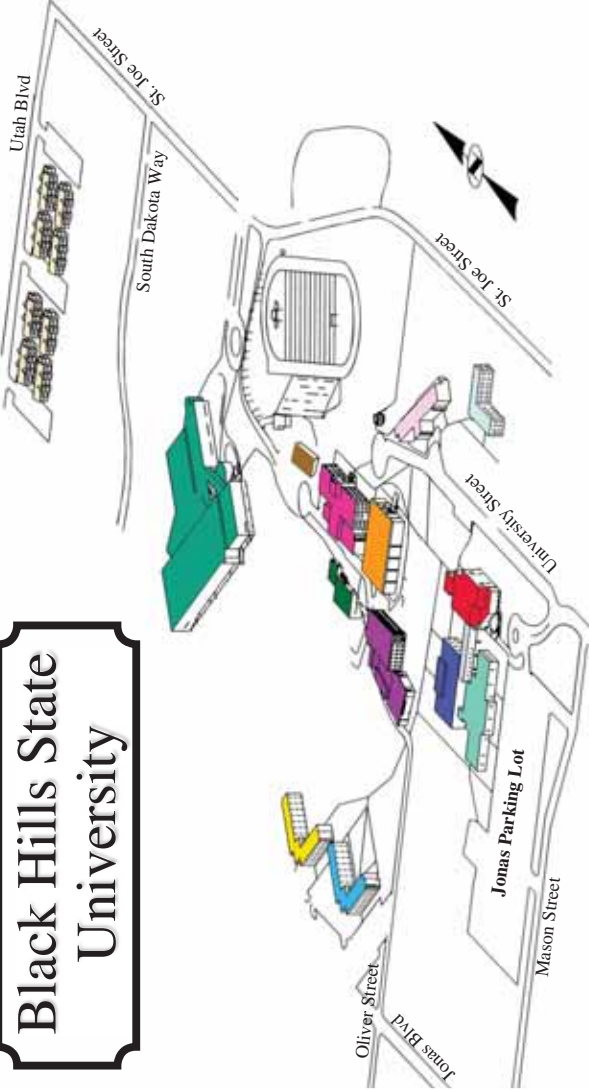 Black Hills State
University
Utah Blvd
St. Joe Street
South Dakota Way
St. Joe Street
University Street
Jonas Parking Lot
Mason Street
Oliver Street
Jonas Blvd